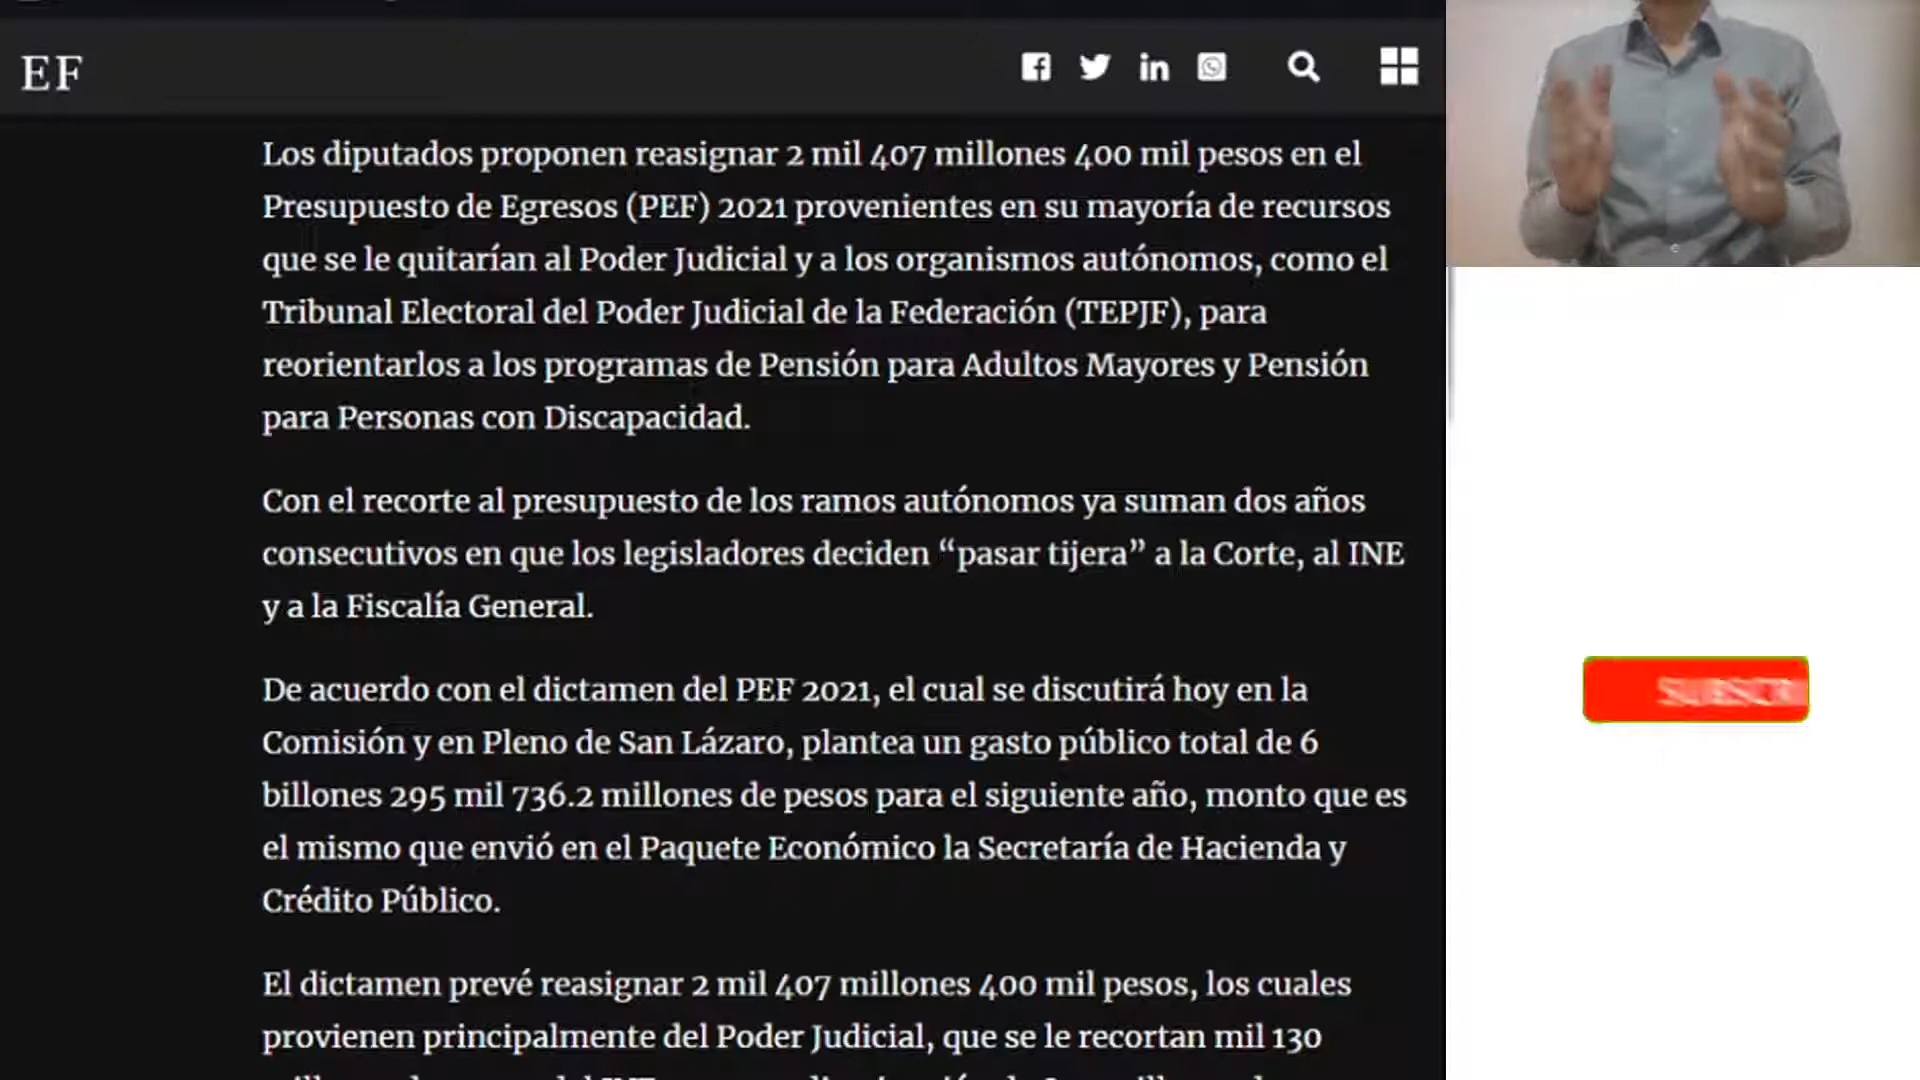 EF
Los diputados proponen reasignar 2 mil 407 millones 400 mil pesos en el
Presupuesto de Egresos (PEF) 2021 provenientes en su mayoría de recursos
que se le quitarían al Poder Judicial y a los organismos autónomos, como el
Tribunal Electoral del Poder Judicial de la Federación (TEPJF), para
reorientarlos a los programas de Pensión para Adultos Mayores y Pensión
para Personas con Discapacidad.
Con el recorte al presupuesto de los ramos autónomos ya suman dos años
consecutivos en que los legisladores deciden “pasar tijera” a la Corte, al INE
y a la Fiscalía General.
De acuerdo con el dictamen del PEF 2021, el cual se discutirá hoy en la
Comisión y en Pleno de San Lázaro, plantea un gasto público total de 6
billones 295 mil 736.2 millones de pesos para el siguiente año, monto que es
el mismo que envió en el Paquete Económico la Secretaría de Hacienda y
Crédito Público.
El dictamen prevé reasignar 2 mil 407 millones 400 mil pesos, los cuales
provienen principalmente del Poder Judicial, que se le recortan mil 130